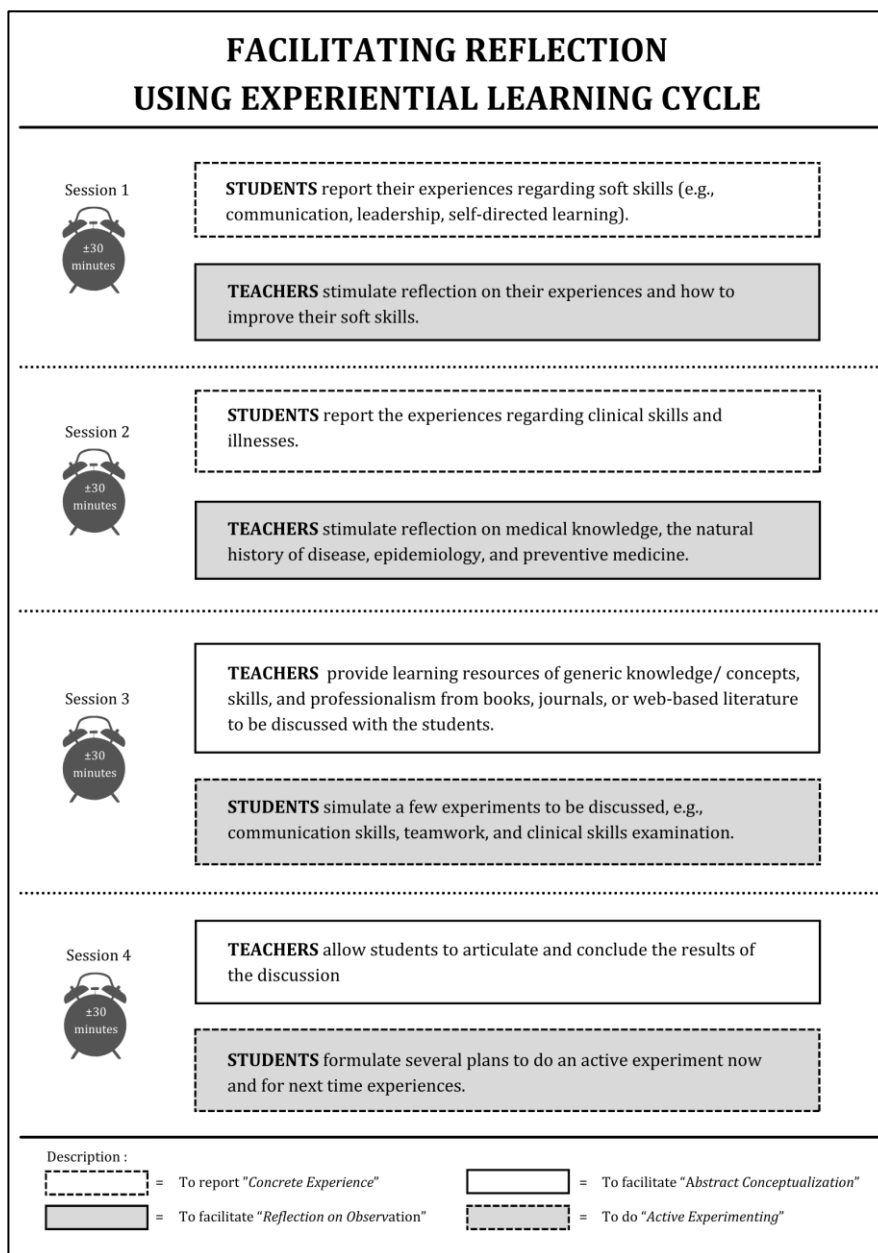 FACILITATING REFLECTION
USING EXPERIENTIAL LEARNING CYCLE
Session 1
±30
minutes
STUDENTS report their experiences regarding soft skills (e.g.,
communication, leadership, self-directed learning).
TEACHERS stimulate reflection on their experiences and how to
improve their soft skills.
Session 2
±30
minutes
STUDENTS report the experiences regarding clinical skills and
illnesses.
TEACHERS stimulate reflection on medical knowledge, the natural
history of disease, epidemiology, and preventive medicine.
Session 3
±30
minutes
TEACHERS provide learning resources of generic knowledge/ concepts,
skills, and professionalism from books, journals, or web-based literature
to be discussed with the students.
STUDENTS simulate a few experiments to be discussed, e.g.,
communication skills, teamwork, and clinical skills examination.
Session 4
±30
minutes
TEACHERS allow students to articulate and conclude the results of
the discussion
STUDENTS formulate several plans to do an active experiment now
and for next time experiences.
Description :
= To report "Concrete Experience"
= To facilitate "Abstract Conceptualization"
= To facilitate "Reflection on Observation"
= To do "Active Experimenting"